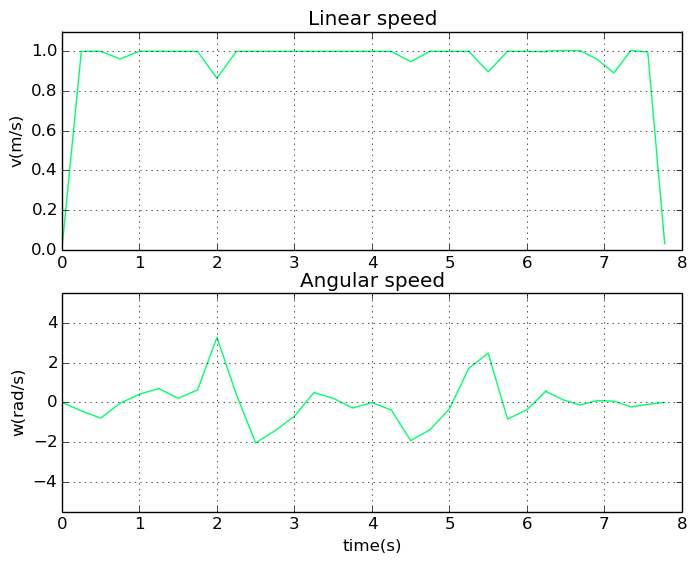 Linear speed
1.0
0.8
0.6
0.4
0.2
0.0
v(m/s)
0 1 2 3 4 5 6 7 8
Angular speed
4
2
0
−2
−4
w(rad/s)
0 1 2 3 4 5 6 7 8
time(s)